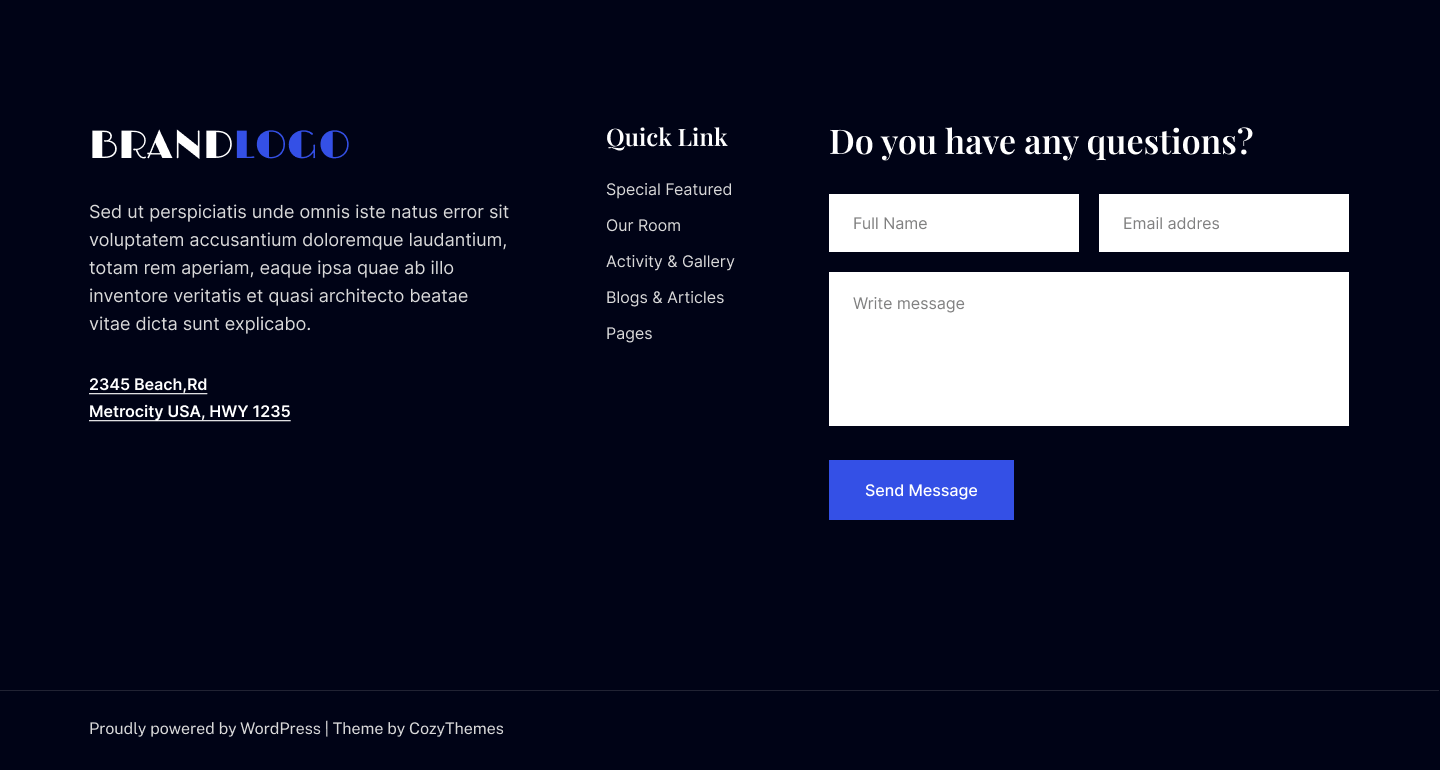 BRANDLOGO
Sed ut perspiciatis unde omnis iste natus error sit
voluptatem accusantium doloremque laudantium,
totam rem aperiam, eaque ipsa quae ab illo
inventore veritatis et quasi architecto beatae
vitae dicta sunt explicabo.
2345 Beach,Rd
Metrocity USA, HWY 1235
Quick Link
Special Featured
Our Room
Activity & Gallery
Blogs & Articles
Pages
Do you have any questions?
Full Name
Email addres
Write message
Send Message
Proudly powered by WordPress | Theme by CozyThemes